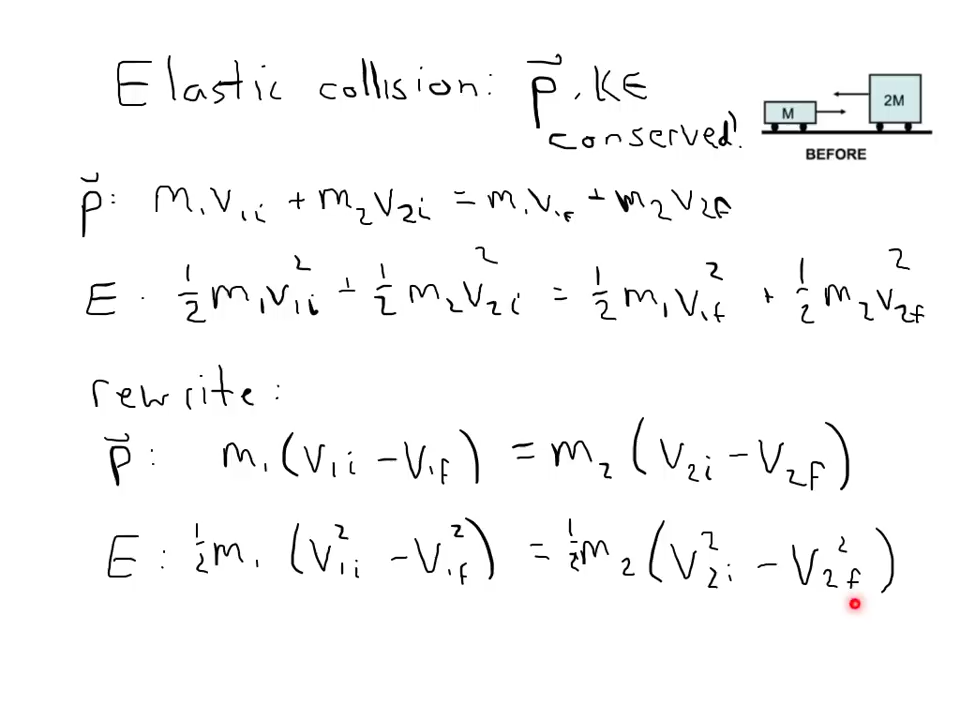 Elastic collision: p⃗, KE
conserved!
M
2M
BEFORE
p⃗: m₁v₁ᵢ + m₂v₂ᵢ = m₁v₁f + m₂v₂f
E: ½m₁v₁ᵢ² + ½m₂v₂ᵢ² = ½m₁v₁f² + ½m₂v₂f²
rewrite:
p⃗: m₁(v₁ᵢ - v₁f) = m₂(v₂ᵢ - v₂f)
E: ½m₁(v₁ᵢ² - v₁f²) = ½m₂(v₂ᵢ² - v₂f²)